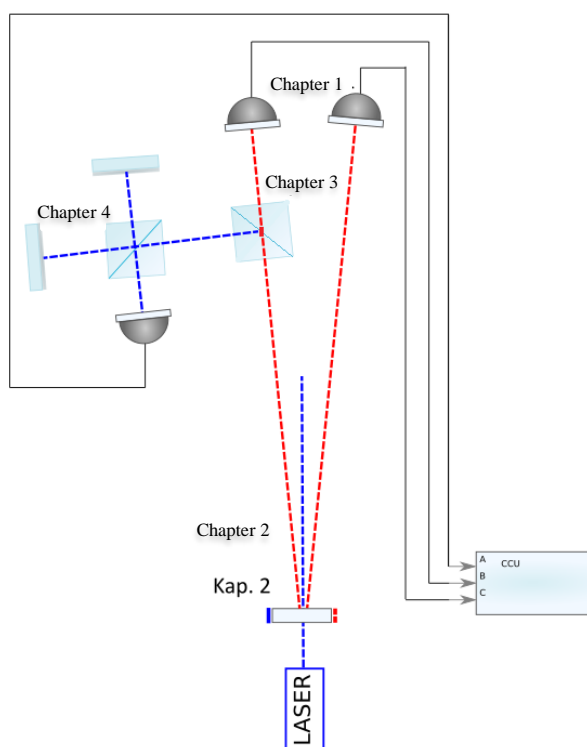 Chapter 1 .
Chapter 3
Chapter 4
Chapter 2
Kap. 2
A
CCU
B
C
LASER